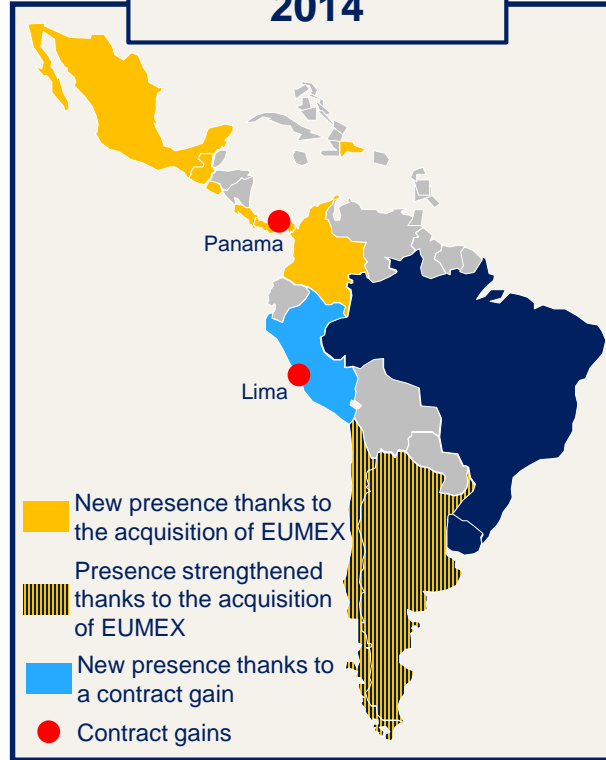 2014
Panama
Lima
New presence thanks to
the acquisition of EUMEX
Presence strengthened
thanks to the acquisition
of EUMEX
New presence thanks to
a contract gain
Contract gains